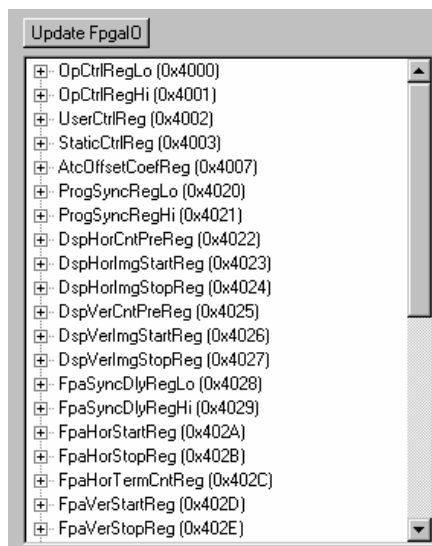 Update FpgaIO
OpCtrlRegLo (0x4000)
OpCtrlRegHi (0x4001)
UserCtrlReg (0x4002)
StaticCtrlReg (0x4003)
AtcOffsetCoefReg (0x4007)
ProgSyncRegLo (0x4020)
ProgSyncRegHi (0x4021)
DspHorCntPreReg (0x4022)
DspHorImgStartReg (0x4023)
DspHorImgStopReg (0x4024)
DspVerCntPreReg (0x4025)
DspVerImgStartReg (0x4026)
DspVerImgStopReg (0x4027)
FpaSyncDlyRegLo (0x4028)
FpaSyncDlyRegHi (0x4029)
FpaHorStartReg (0x402A)
FpaHorStopReg (0x402B)
FpaHorTermCntReg (0x402C)
FpaVerStartReg (0x402D)
FpaVerStopReg (0x402E)